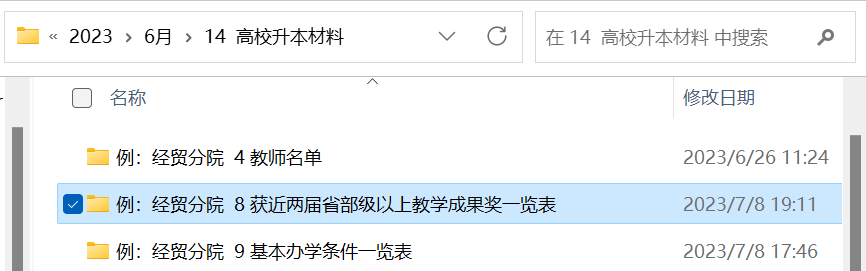 « 2023 › 6月 › 14 高校升本材料
在 14 高校升本材料 中搜索
名称 修改日期
例：经贸分院 4 教师名单 2023/6/26 11:24
例：经贸分院 8 获近两届省部级以上教学成果奖一览表 2023/7/8 19:11
例：经贸分院 9 基本办学条件一览表 2023/7/8 17:46